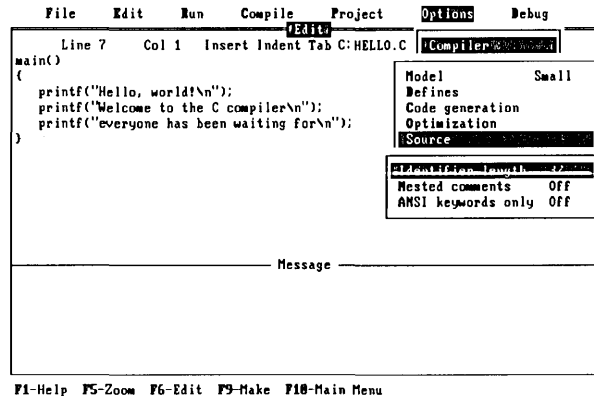 File Edit Run Compile Project Options Debug
Edit
Line 7 Col 1 Insert Indent Tab C:HELLO.C Compiler
main()
{
printf("Hello, world!\n");
printf("Welcome to the C compiler\n");
printf("everyone has been waiting for\n");
}
Model Small
Defines
Code generation
Optimization
Source
Identifier length 32
Nested comments Off
ANSI keywords only Off
Message
F1-Help F5-Zoom F6-Edit F9-Make F10-Main Menu